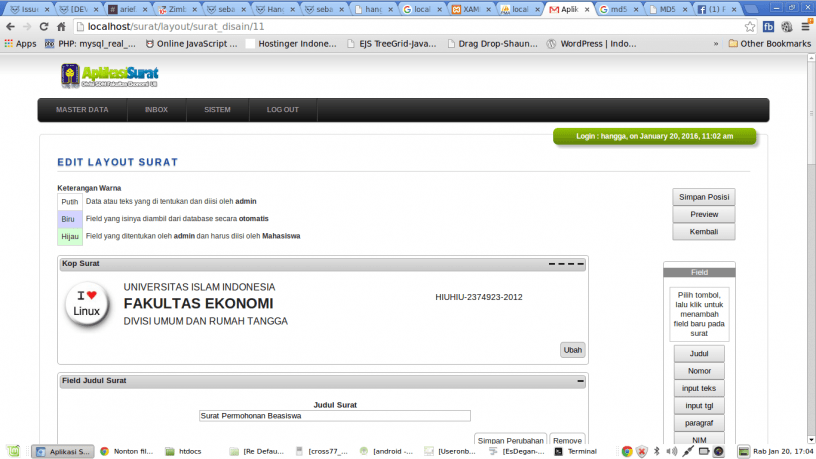 Issue
[DEV
arief.
Zimb
seba
Hang
seba
hang
local
XAM
local
Aplik
md5
MD5
(1) F
localhost/surat/layout/surat_disain/11
Apps PHP: mysql_real_... Online JavaScript ... Hostinger Indone... EJS TreeGrid-Java... Drag Drop-Shaun... WordPress | Indo... » Other Bookmarks
AplikasiSurat
MASTER DATA INBOX SISTEM LOG OUT
Login : hangga, on January 20, 2016, 11:02 am
EDIT LAYOUT SURAT
Keterangan Warna
Putih Data atau teks yang di tentukan dan diisi oleh admin
Biru Field yang isinya diambil dari database secara otomatis
Hijau Field yang ditentukan oleh admin dan harus diisi oleh Mahasiswa
Simpan Posisi
Preview
Kembali
Kop Surat
I ♥
Linux
UNIVERSITAS ISLAM INDONESIA
FAKULTAS EKONOMI
DIVISI UMUM DAN RUMAH TANGGA
HIUHIU-2374923-2012
Ubah
Field Judul Surat
Judul Surat
Surat Permohonan Beasiswa
Simpan Perubahan Remove
Field
Pilih tombol,
lalu klik untuk
menambah
field baru pada
surat
Judul
Nomor
input teks
input tgl
paragraf
NIM
Aplikasi S... Nonton fil... htdocs [Re Defau... [cross77_... [android -... [Useronb... [EsDegan-... Terminal Rab Jan 20, 17:04